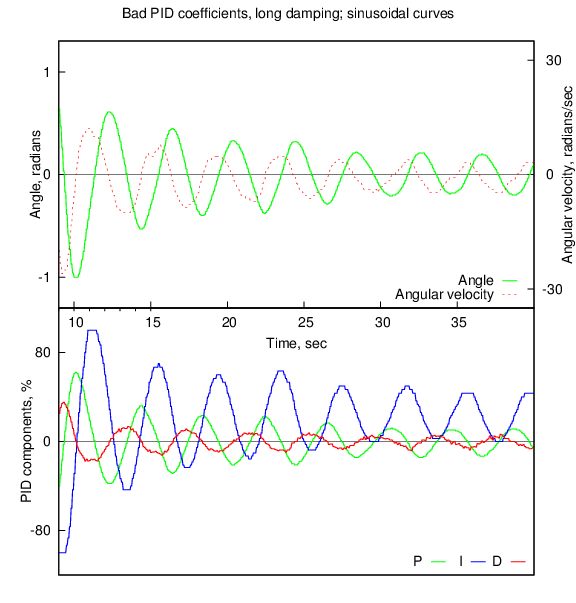 Bad PID coefficients, long damping; sinusoidal curves
Angle, radians
1
0
-1
30
0
-30
Angular velocity, radians/sec
Angle
Angular velocity
10 15 20 25 30 35
Time, sec
PID components, %
80
0
-80
P I D